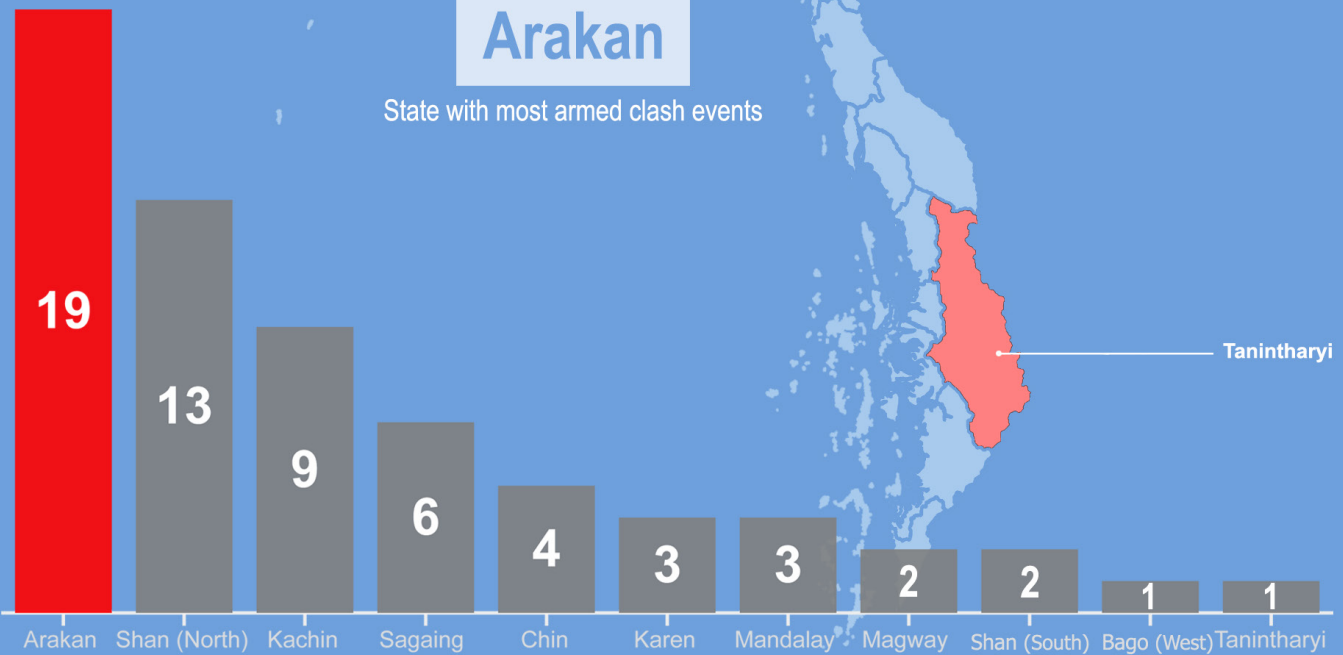 Arakan
State with most armed clash events
Tanintharyi
19
13
9
6
4
3
3
2
2
1
1
Arakan
Shan (North)
Kachin
Sagaing
Chin
Karen
Mandalay
Magway
Shan (South)
Bago (West)
Tanintharyi